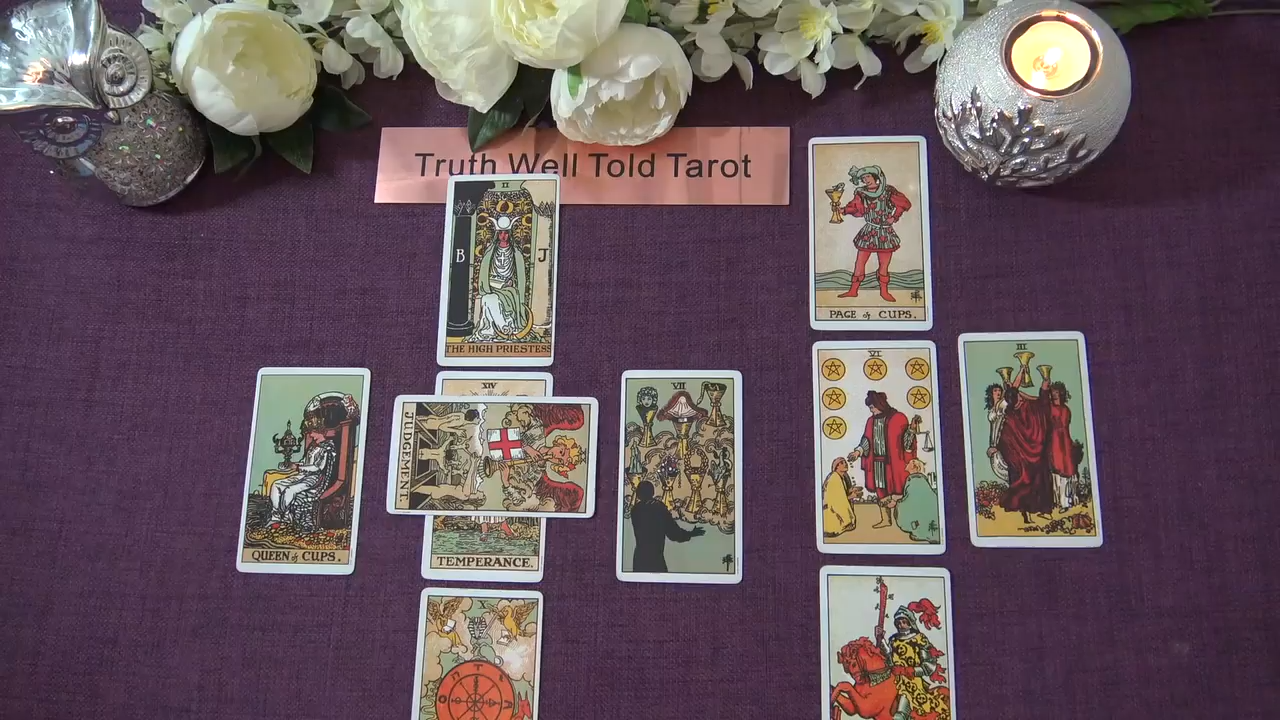 Truth Well Told Tarot
II
B J
THE HIGH PRIESTESS
PAGE of CUPS.
QUEEN of CUPS.
XIV
JUDGEMENT.
TEMPERANCE.
VII
VI
III
X